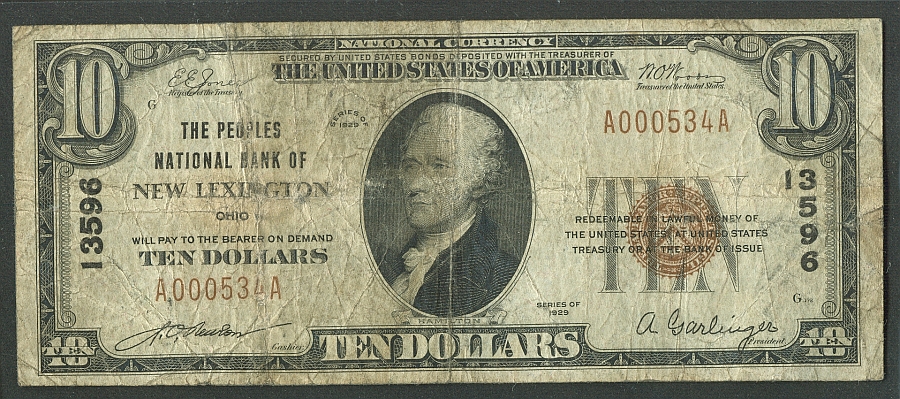 NATIONAL CURRENCY
SECURED BY UNITED STATES BONDS DEPOSITED WITH THE TREASURER OF
THE UNITED STATES OF AMERICA
10
10
E.E. Jones
Register of the Treasury.
W.O. Woods
Treasurer of the United States.
G
SERIES OF
1929
A000534A
THE PEOPLES
NATIONAL BANK OF
NEW LEXINGTON
OHIO
WILL PAY TO THE BEARER ON DEMAND
TEN DOLLARS
A000534A
13596
13596
TEN
REDEEMABLE IN LAWFUL MONEY OF
THE UNITED STATES AT UNITED STATES
TREASURY OR AT THE BANK OF ISSUE
SERIES OF
1929
G
HAMILTON
Cashier.
A. Garlinger
President.
10
TEN
TEN DOLLARS
10
TEN